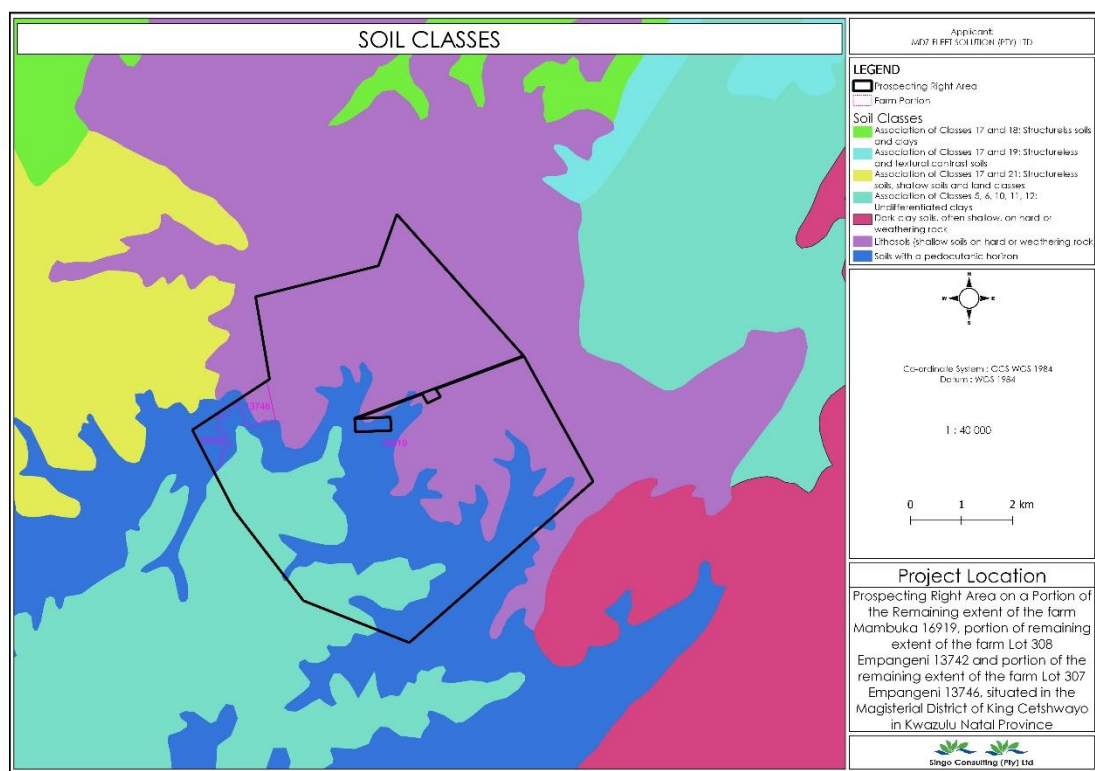 SOIL CLASSES
Applicant:
MD7 FLEET SOLUTION (PTY) LTD
LEGEND
Prospecting Right Area
Farm Portion
Soil Classes
Association of Classes 17 and 18: Structurelss soils
and clays
Association of Classes 17 and 19: Structureless
and textural contrast soils
Association of Classes 17 and 21: Structureless
soils, shallow soils and land classes
Association of Classes 5, 6, 10, 11, 12:
Undifferentiated clays
Dark clay soils, often shallow, on hard or
weathering rock
Lithosols (shallow soils on hard or weathering rock
Soils with a pedocutanic horizon
N
W
E
S
Co-ordinate System : GCS WGS 1984
Datum : WGS 1984
1 : 40 000
0 1 2 km
Project Location
Prospecting Right Area on a Portion of
the Remaining extent of the farm
Mambuka 16919, portion of remaining
extent of the farm Lot 308
Empangeni 13742 and portion of the
remaining extent of the farm Lot 307
Empangeni 13746, situated in the
Magisterial District of King Cetshwayo
in Kwazulu Natal Province
Singo Consulting (Pty) Ltd
13746